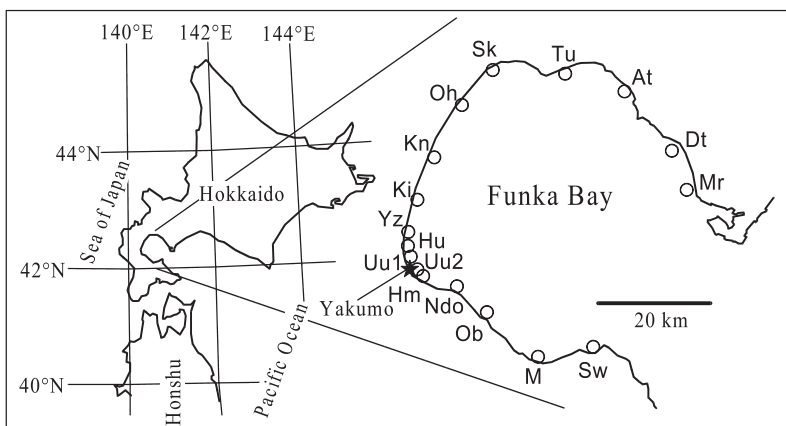 140°E 142°E 144°E
44°N
42°N
40°N
Sea of Japan
Hokkaido
Honshu
Pacific Ocean
Sk
Tu
At
Oh
Dt
Kn
Mr
Ki
Funka Bay
Yz
Hu
Uu1
Uu2
Yakumo
Hm
Ndo
Ob
M
Sw
20 km